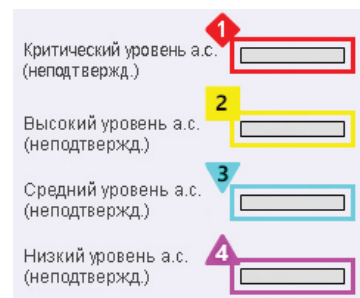 1
Критический уровень а.с.
(неподтвержд.)
2
Высокий уровень а.с.
(неподтвержд.)
3
Средний уровень а.с.
(неподтвержд.)
4
Низкий уровень а.с.
(неподтвержд.)